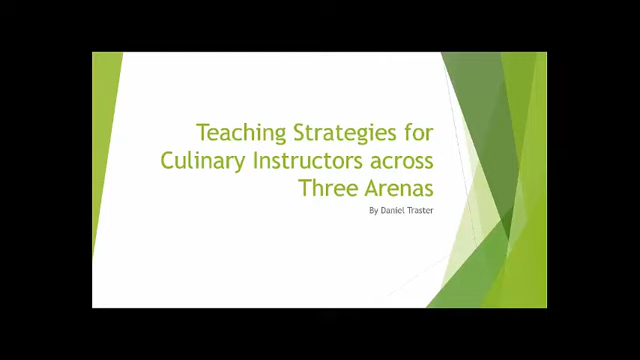 Teaching Strategies for
Culinary Instructors across
Three Arenas
By Daniel Traster